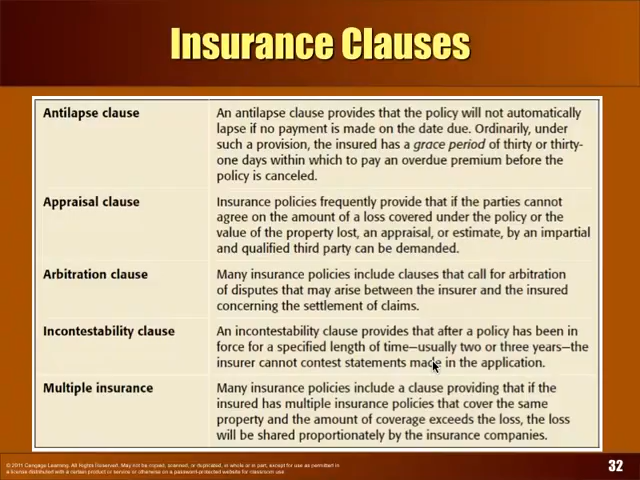 Insurance Clauses
Antilapse clause
An antilapse clause provides that the policy will not automatically
lapse if no payment is made on the date due. Ordinarily, under
such a provision, the insured has a grace period of thirty or thirty-
one days within which to pay an overdue premium before the
policy is canceled.
Appraisal clause
Insurance policies frequently provide that if the parties cannot
agree on the amount of a loss covered under the policy or the
value of the property lost, an appraisal, or estimate, by an impartial
and qualified third party can be demanded.
Arbitration clause
Many insurance policies include clauses that call for arbitration
of disputes that may arise between the insurer and the insured
concerning the settlement of claims.
Incontestability clause
An incontestability clause provides that after a policy has been in
force for a specified length of time—usually two or three years—the
insurer cannot contest statements made in the application.
Multiple insurance
Many insurance policies include a clause providing that if the
insured has multiple insurance policies that cover the same
property and the amount of coverage exceeds the loss, the loss
will be shared proportionately by the insurance companies.
© 2011 Cengage Learning. All Rights Reserved. May not be copied, scanned, or duplicated, in whole or in part, except for use as permitted in
a license distributed with a certain product or service or otherwise on a password-protected website for classroom use
32